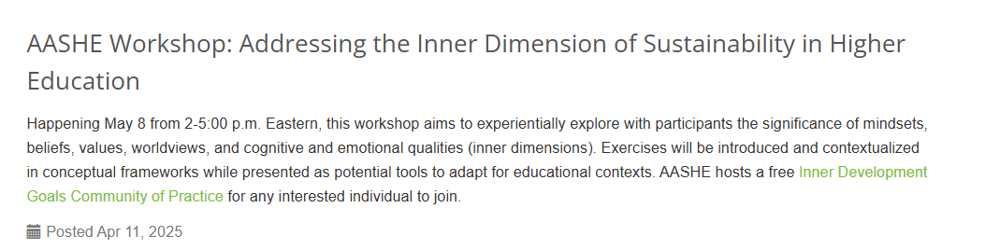 AASHE Workshop: Addressing the Inner Dimension of Sustainability in Higher
Education
Happening May 8 from 2-5:00 p.m. Eastern, this workshop aims to experientially explore with participants the significance of mindsets,
beliefs, values, worldviews, and cognitive and emotional qualities (inner dimensions). Exercises will be introduced and contextualized
in conceptual frameworks while presented as potential tools to adapt for educational contexts. AASHE hosts a free Inner Development
Goals Community of Practice for any interested individual to join.
Posted Apr 11, 2025